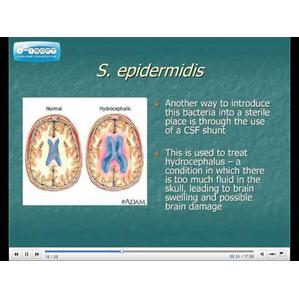 i-isoft
S. epidermidis
Normal
Hydrocephalic
Another way to introduce
this bacteria into a sterile
place is through the use
of a CSF shunt
This is used to treat
hydrocephalus – a
condition in which there
is too much fluid in the
skull, leading to brain
swelling and possible
brain damage
*ADAM